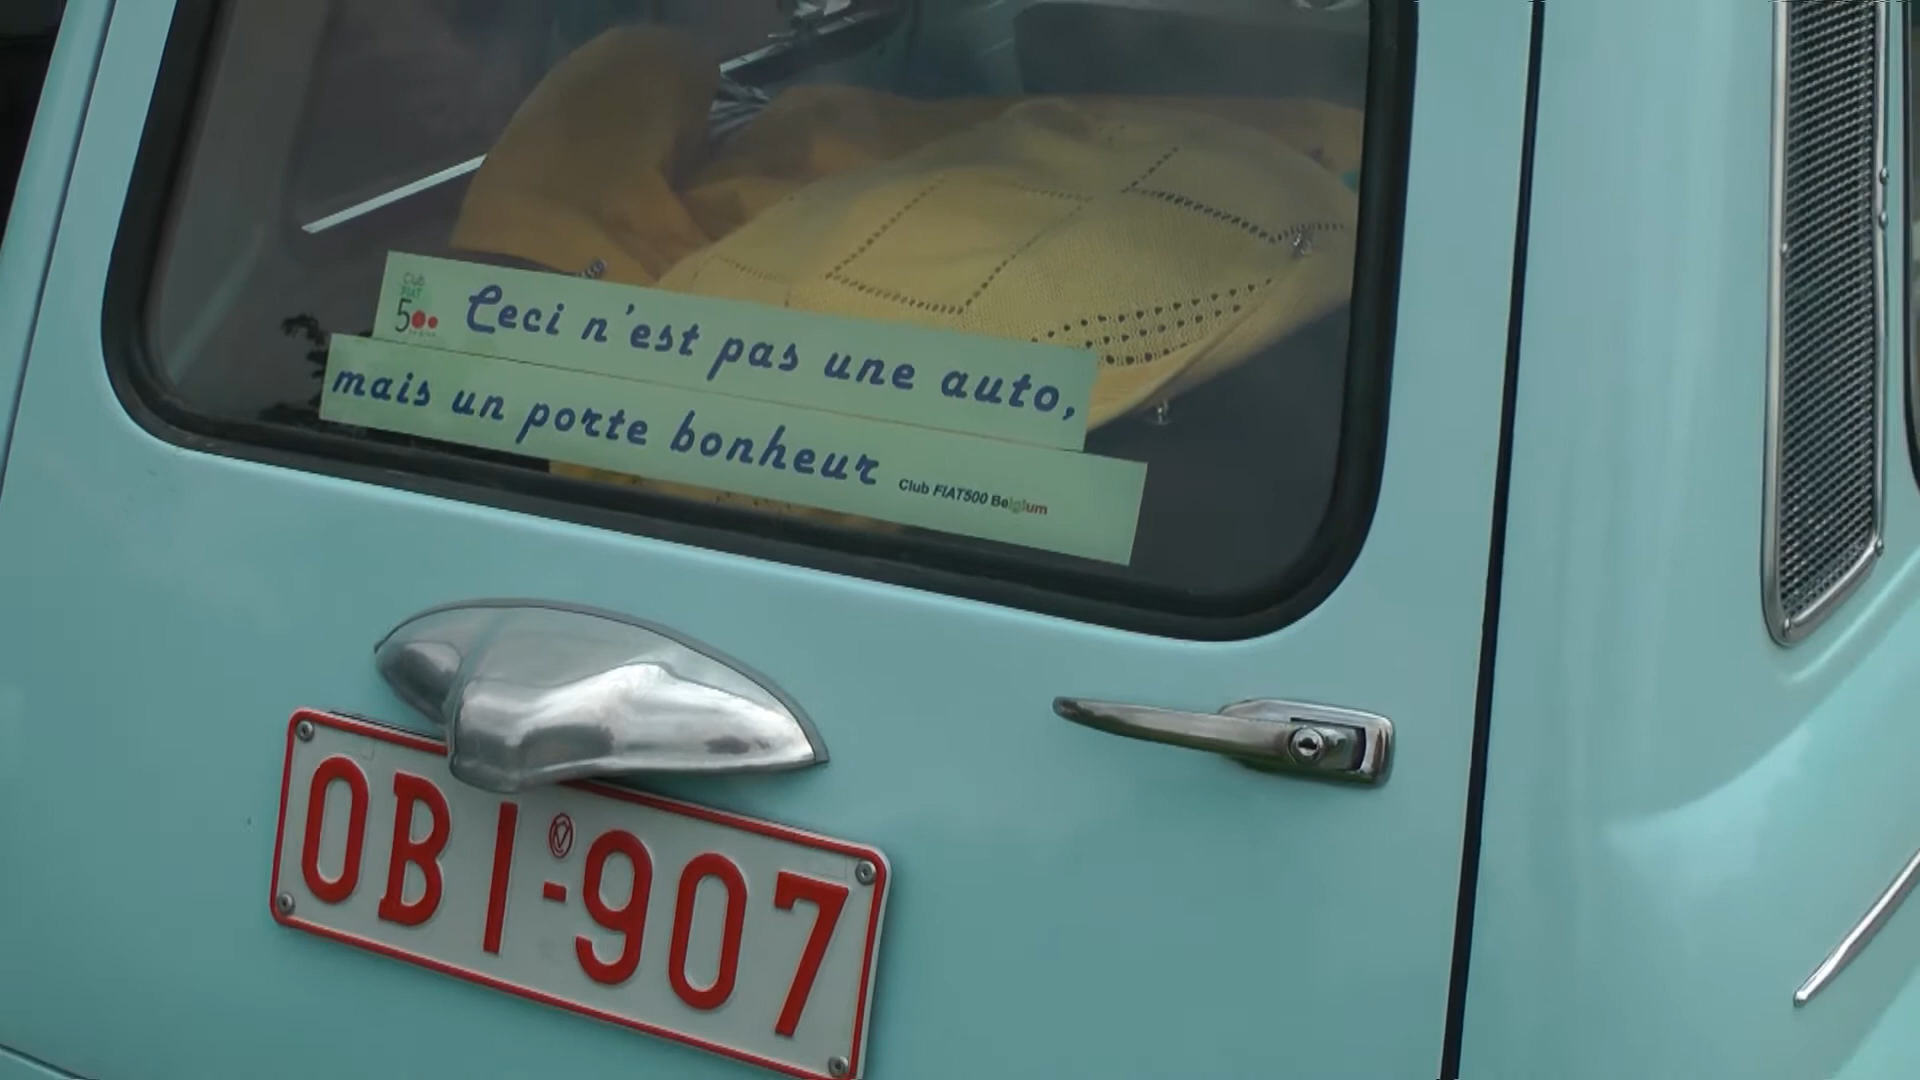 Club
FIAT
500
Ceci n'est pas une auto,
mais un porte bonheur
Club FIAT500 Belgium
OBI-907